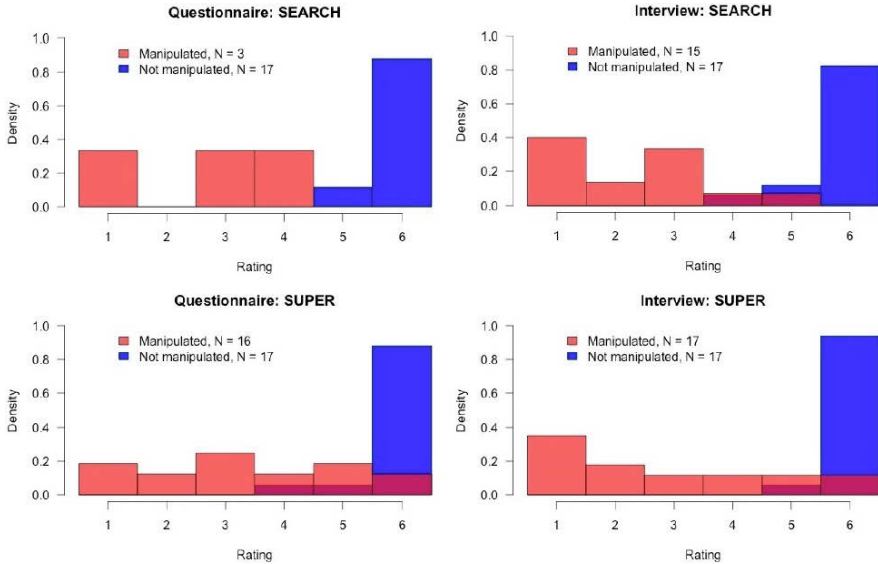 Questionnaire: SEARCH
Manipulated, N = 3
Not manipulated, N = 17
Density
1.0
0.8
0.6
0.4
0.2
0.0
1 2 3 4 5 6
Rating
Interview: SEARCH
Manipulated, N = 15
Not manipulated, N = 17
Density
1.0
0.8
0.6
0.4
0.2
0.0
1 2 3 4 5 6
Rating
Questionnaire: SUPER
Manipulated, N = 16
Not manipulated, N = 17
Density
1.0
0.8
0.6
0.4
0.2
0.0
1 2 3 4 5 6
Rating
Interview: SUPER
Manipulated, N = 17
Not manipulated, N = 17
Density
1.0
0.8
0.6
0.4
0.2
0.0
1 2 3 4 5 6
Rating